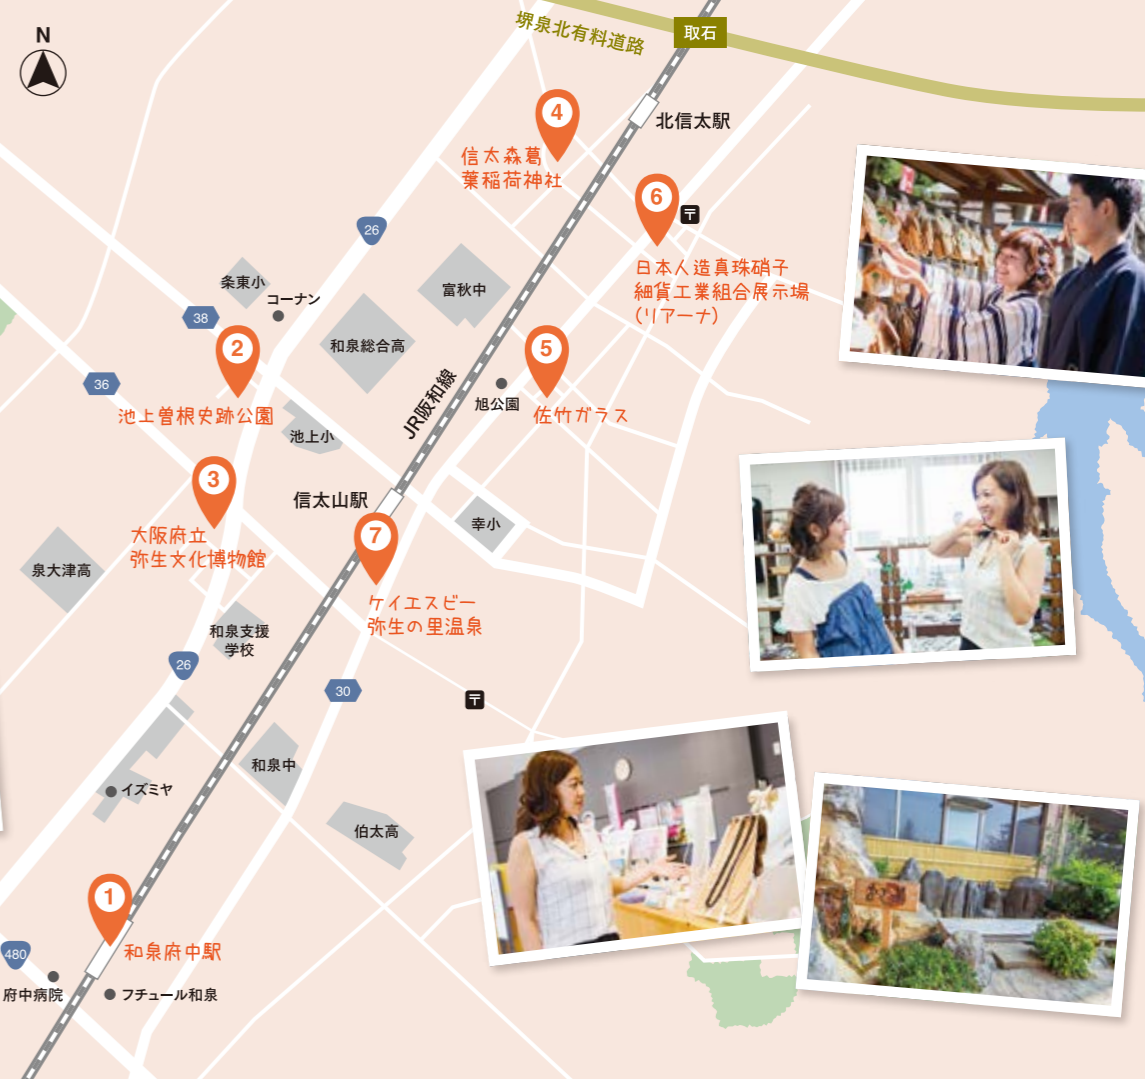 N
堺泉北有料道路
取石
4
北信太駅
信太森葛
葉稲荷神社
6
〒
26
日本人造真珠硝子
細貨工業組合展示場
(リアーナ)
条東小
コーナン
富秋中
38
2
和泉総合高
5
36
JR阪和線
旭公園
佐竹ガラス
池上曽根史跡公園
池上小
3
信太山駅
幸小
7
大阪府立
弥生文化博物館
泉大津高
ケイエスビー
弥生の里温泉
和泉支援
学校
26
30
〒
和泉中
イズミヤ
伯太高
1
和泉府中駅
480
府中病院
フチュール和泉